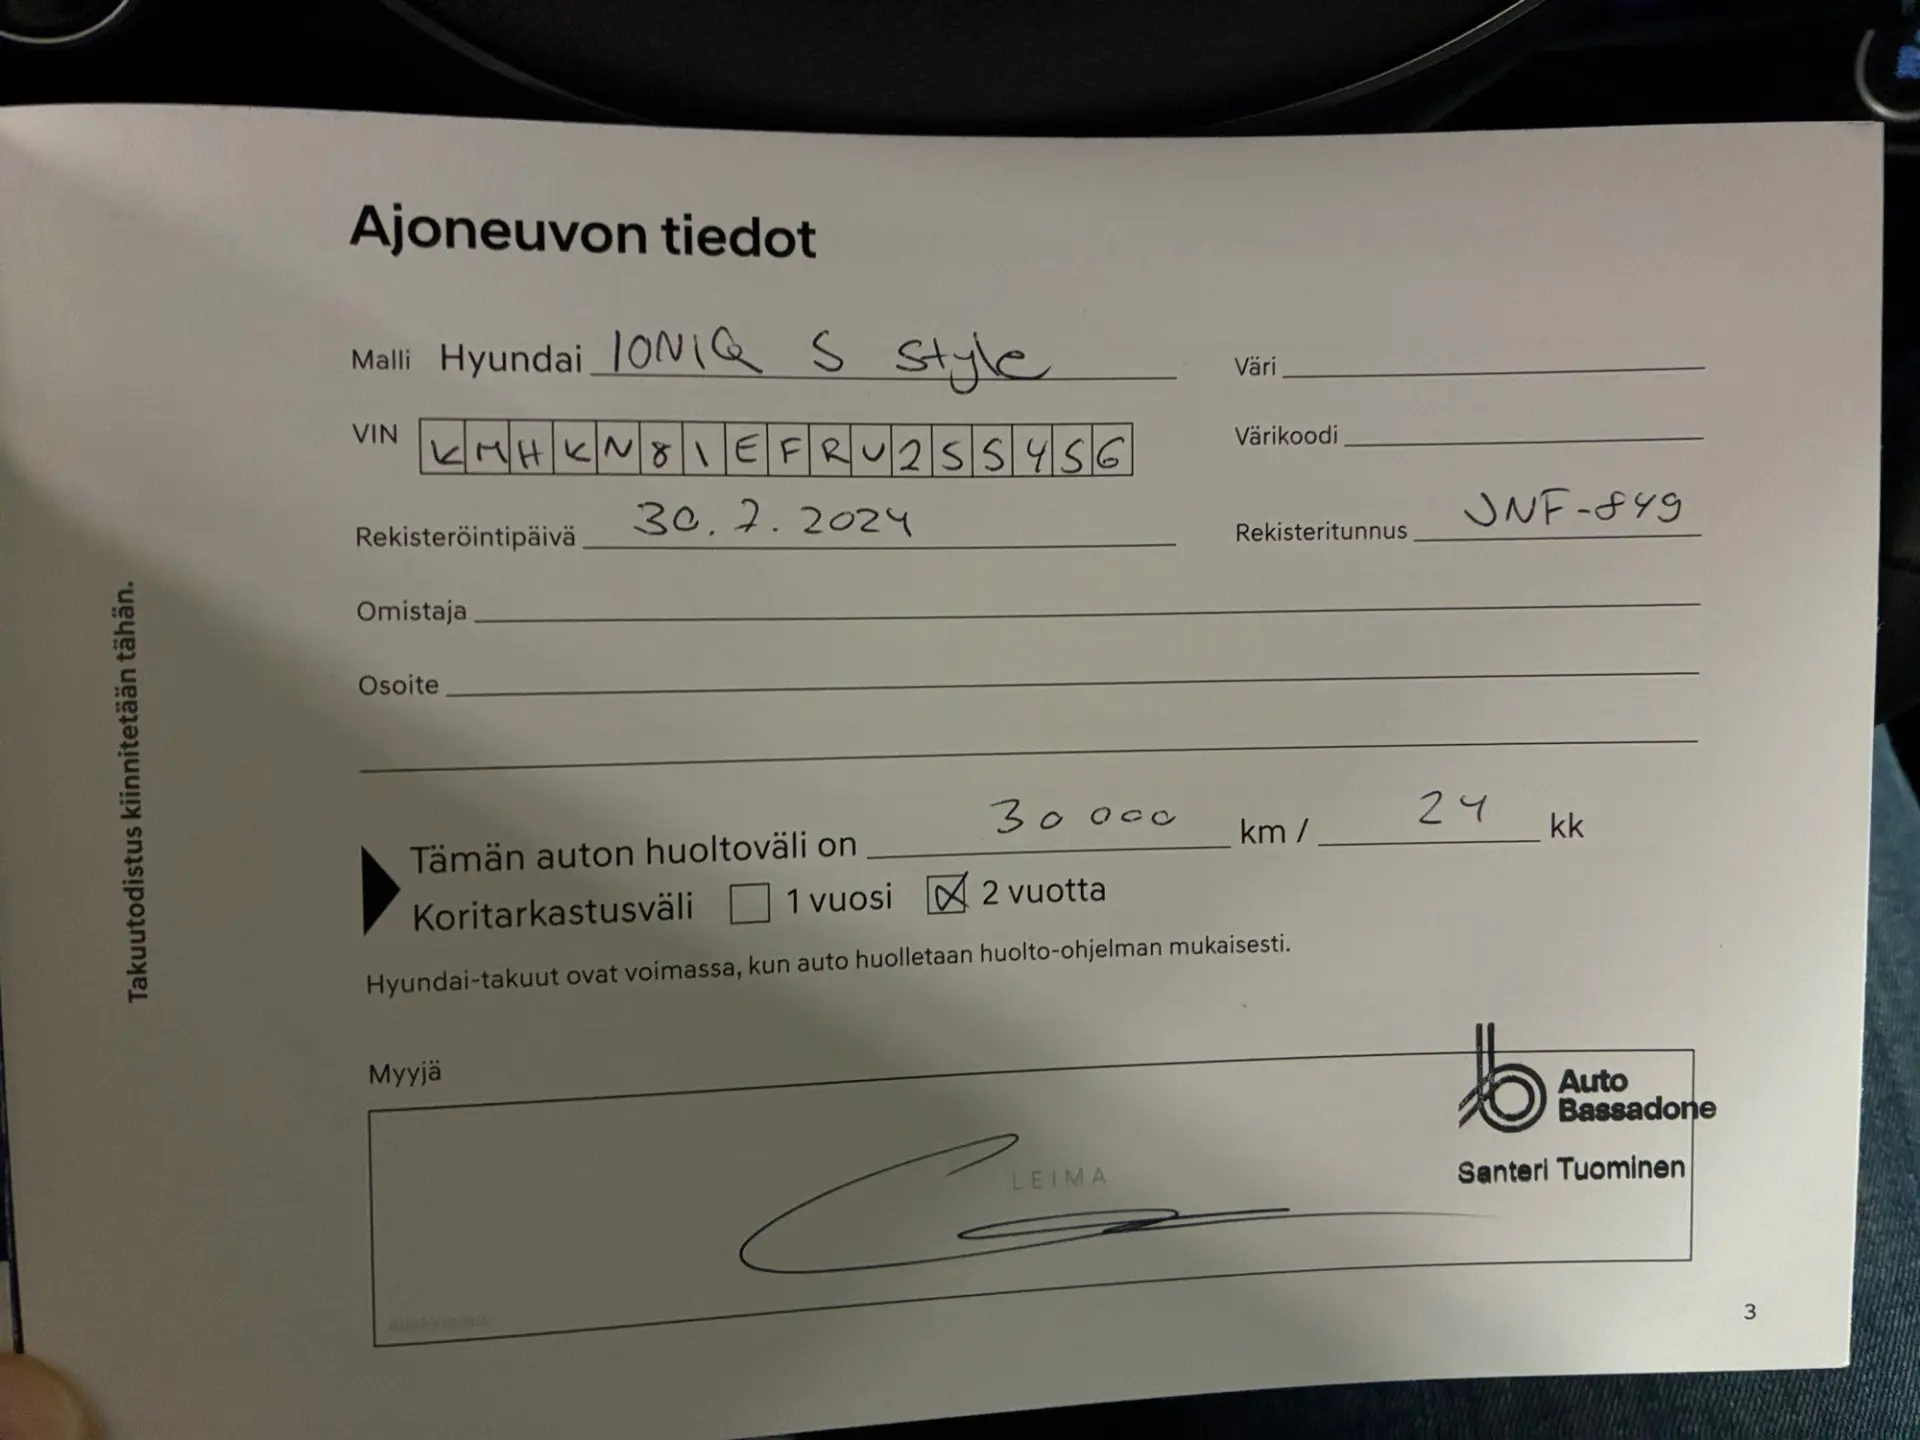 Ajoneuvon tiedot
Malli Hyundai IONIQ 5 Style
Väri
VIN KMHKN81EFRU255456
Värikoodi
Rekisteröintipäivä 30.7.2024
Rekisteritunnus JNF-849
Omistaja
Osoite
Tämän auton huoltoväli on 30 000 km / 24 kk
Koritarkastusväli 1 vuosi 2 vuotta
Hyundai-takuut ovat voimassa, kun auto huolletaan huolto-ohjelman mukaisesti.
Myyjä
Auto
Bassadone
LEIMA
Santeri Tuominen
3
Takuutodistus kiinnitetään tähän.